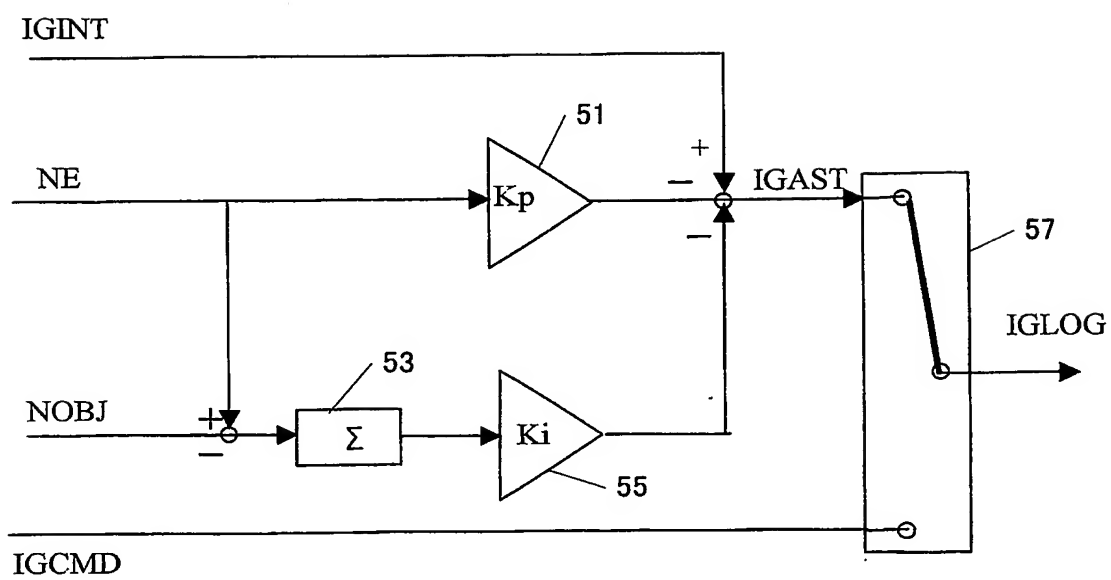 IGINT
51
+
NE
Kp
−
IGAST
−
57
IGLOG
53
NOBJ
+
−
Σ
Ki
55
IGCMD